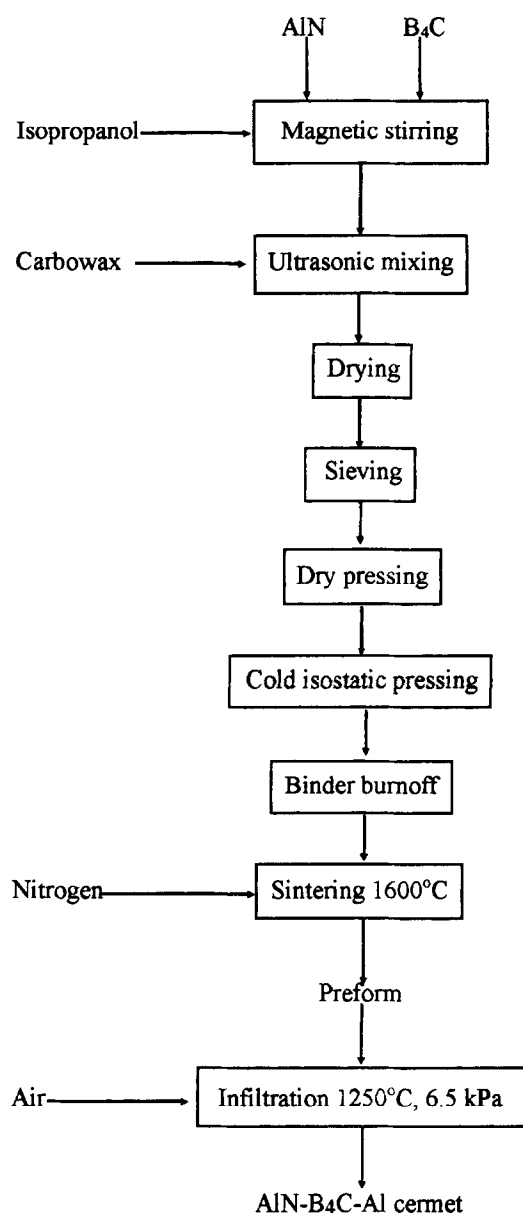 AlN B₄C
Isopropanol Magnetic stirring
Carbowax Ultrasonic mixing
Drying
Sieving
Dry pressing
Cold isostatic pressing
Binder burnoff
Nitrogen Sintering 1600°C
Preform
Air Infiltration 1250°C, 6.5 kPa
AlN-B₄C-Al cermet